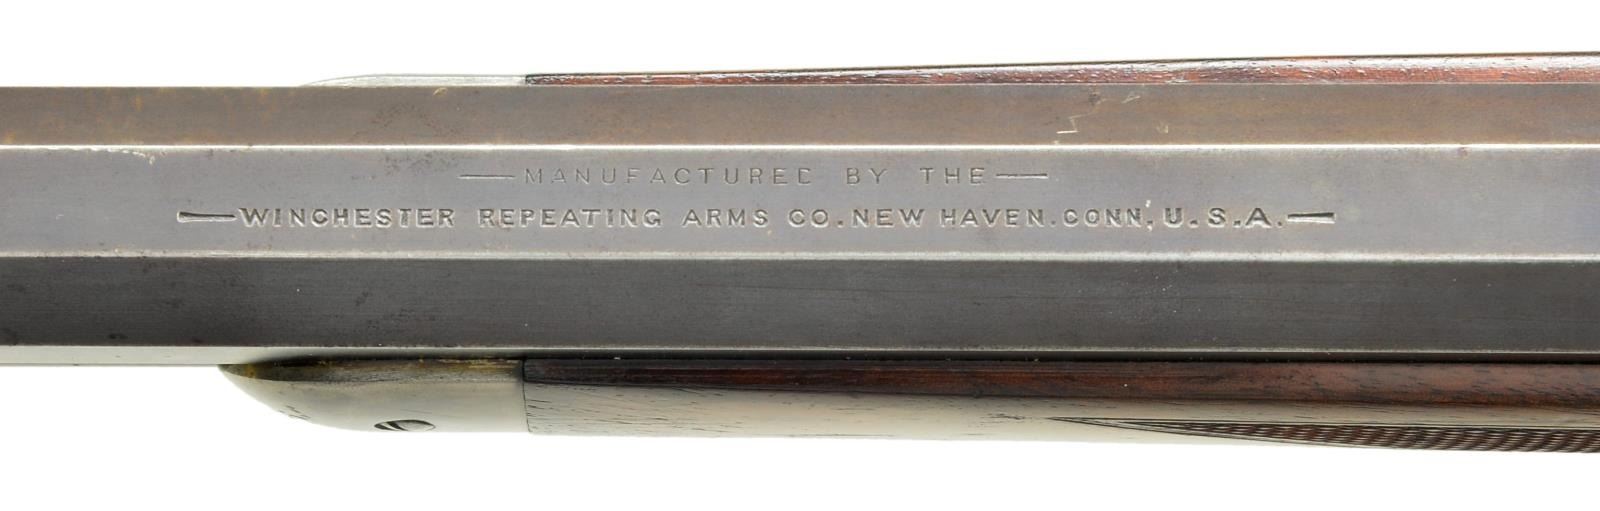 MANUFACTURED BY THE
WINCHESTER REPEATING ARMS CO. NEW HAVEN. CONN, U.S.A.